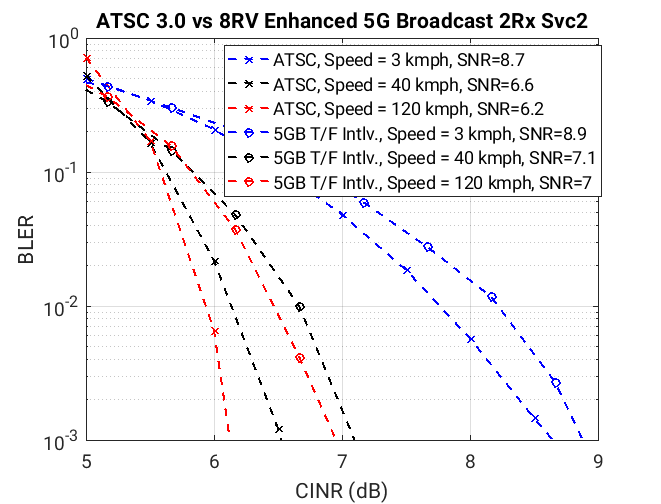 ATSC 3.0 vs 8RV Enhanced 5G Broadcast 2Rx Svc2
10^0
10^-1
10^-2
10^-3
BLER
ATSC, Speed = 3 kmph, SNR=8.7
ATSC, Speed = 40 kmph, SNR=6.6
ATSC, Speed = 120 kmph, SNR=6.2
5GB T/F Intlv., Speed = 3 kmph, SNR=8.9
5GB T/F Intlv., Speed = 40 kmph, SNR=7.1
5GB T/F Intlv., Speed = 120 kmph, SNR=7
5 6 7 8 9
CINR (dB)